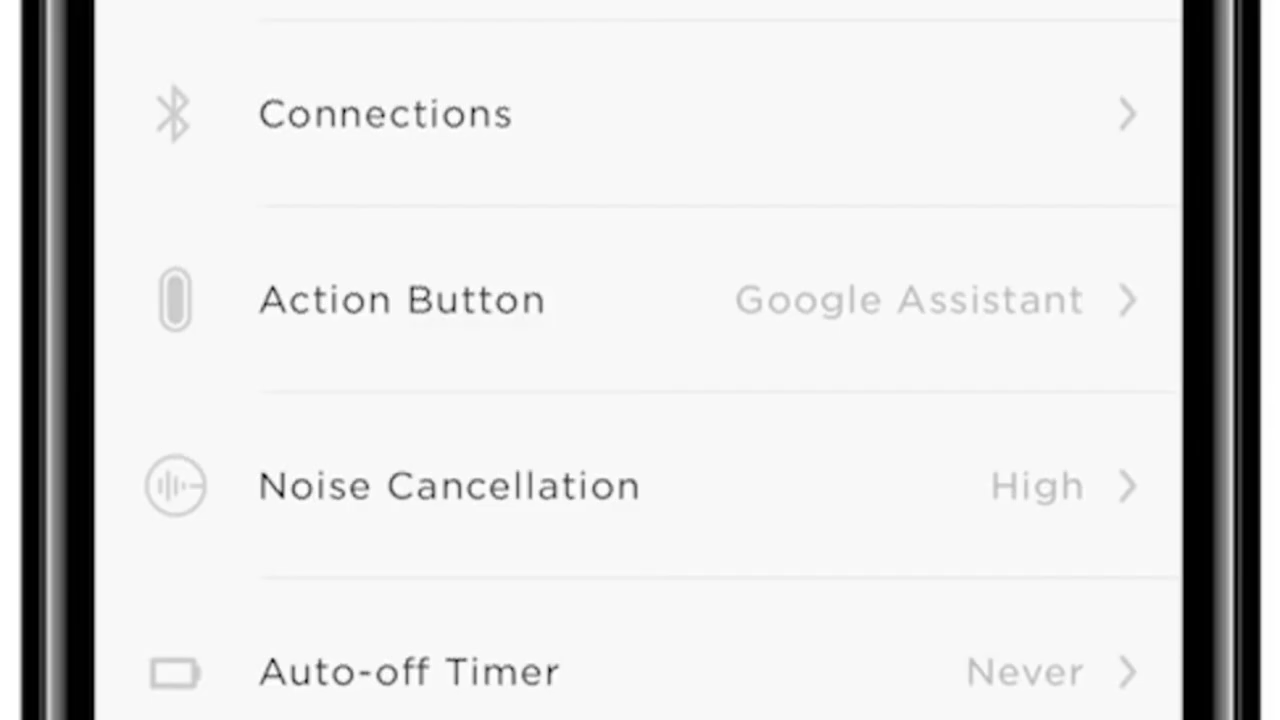 Connections
Action Button Google Assistant
Noise Cancellation High
Auto-off Timer Never